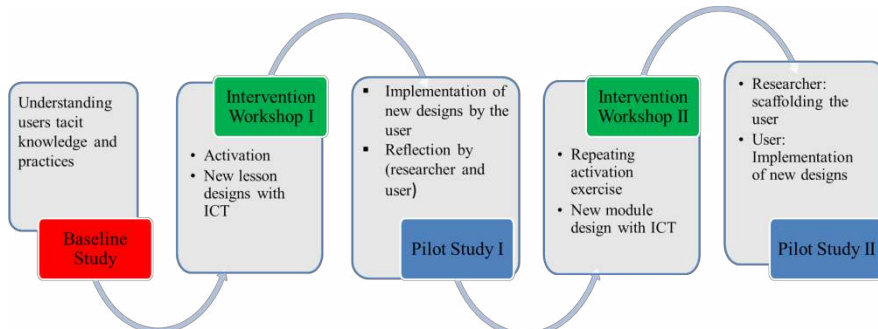 Understanding
users tacit
knowledge and
practices
Baseline
Study
Intervention
Workshop I
• Activation
• New lesson
designs with
ICT
▪ Implementation of
new designs by the
user
▪ Reflection by
(researcher and
user)
Pilot Study I
Intervention
Workshop II
• Repeating
activation
exercise
• New module
design with ICT
• Researcher:
scaffolding the
user
• User:
Implementation
of new designs
Pilot Study II